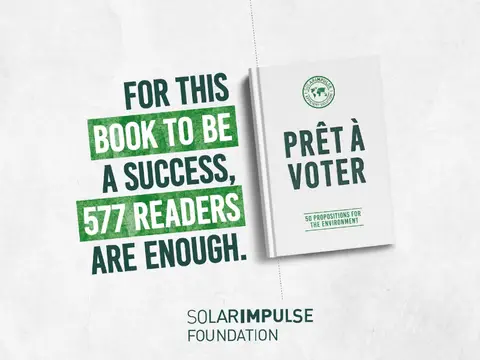 FOR THIS
BOOK TO BE
A SUCCESS,
577 READERS
ARE ENOUGH.
SOLARIMPULSE
PRÊT À
VOTER
50 PROPOSITIONS FOR
THE ENVIRONMENT
SOLARIMPULSE
FOUNDATION